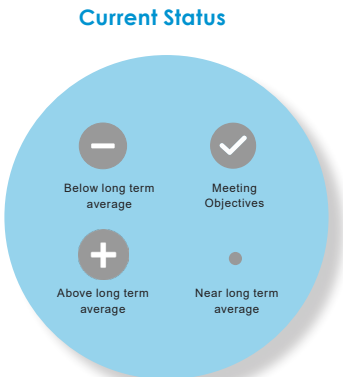 Current Status
Below long term
average
Meeting
Objectives
Above long term
average
Near long term
average